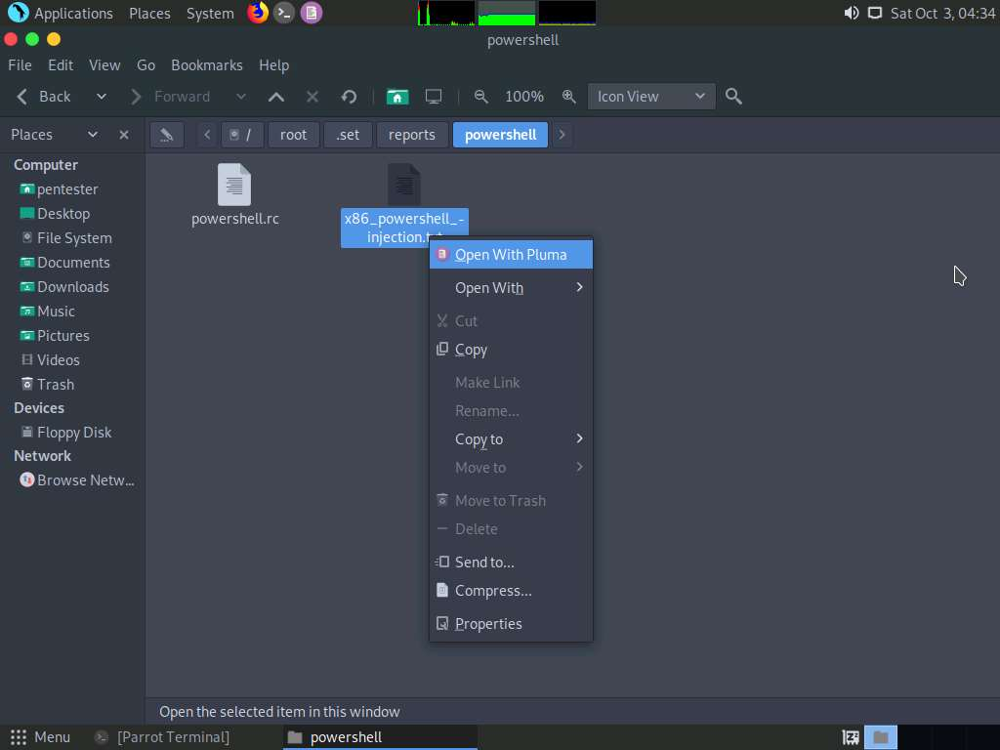 Applications Places System Sat Oct 3, 04:34
powershell
File Edit View Go Bookmarks Help
Back Forward 100% Icon View
Places / root .set reports powershell
Computer
pentester
Desktop
File System
Documents
Downloads
Music
Pictures
Videos
Trash
Devices
Floppy Disk
Network
Browse Netw...
powershell.rc
x86_powershell_-
Open With Pluma
Open With
Cut
Copy
Make Link
Rename...
Copy to
Move to
Move to Trash
Delete
Send to...
Compress...
Properties
Open the selected item in this window
Menu [Parrot Terminal] powershell